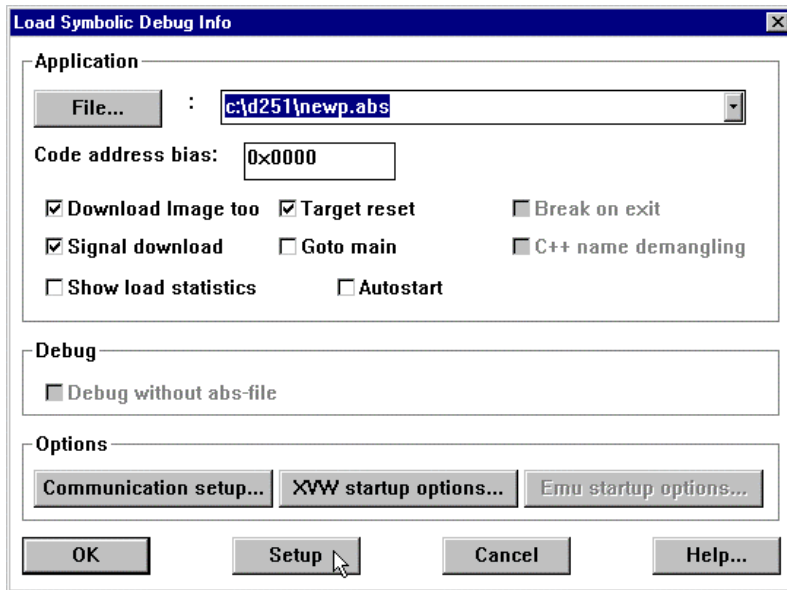 Load Symbolic Debug Info
Application
File... : c:\d251\newp.abs
Code address bias: 0x0000
Download Image too Target reset Break on exit
Signal download Goto main C++ name demangling
Show load statistics Autostart
Debug
Debug without abs-file
Options
Communication setup... XVW startup options... Emu startup options...
OK Setup Cancel Help...